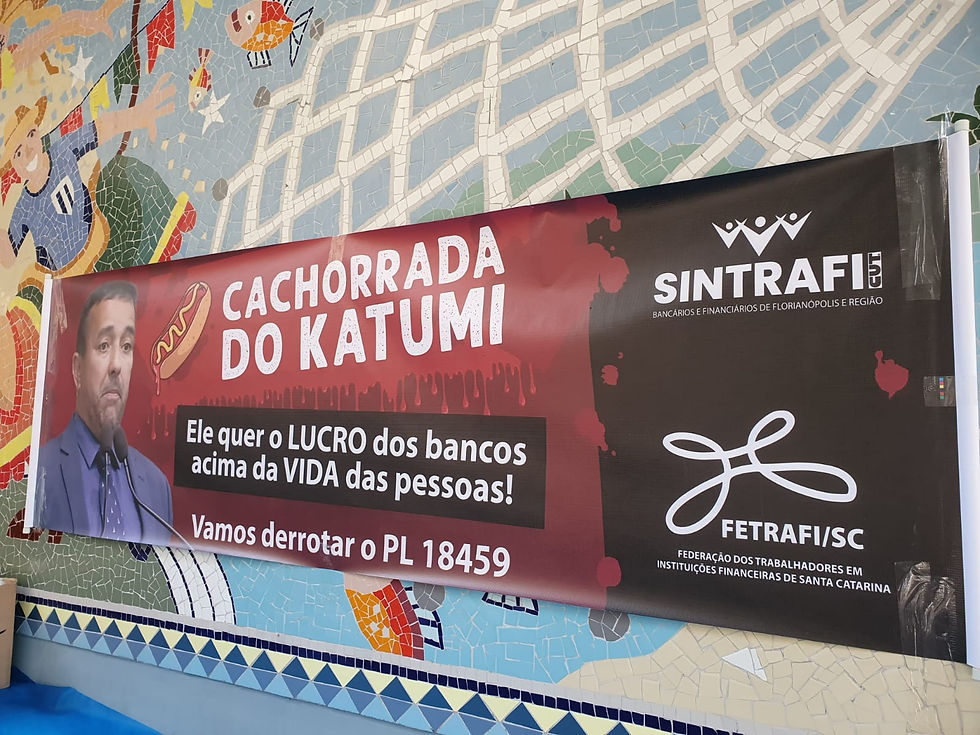 CACHORRADA
DO KATUMI
Ele quer o LUCRO dos bancos
acima da VIDA das pessoas!
Vamos derrotar o PL 18459
SINTRAFI CUT
BANCÁRIOS E FINANCIÁRIOS DE FLORIANÓPOLIS E REGIÃO
FETRAFI/SC
FEDERAÇÃO DOS TRABALHADORES EM
INSTITUIÇÕES FINANCEIRAS DE SANTA CATARINA